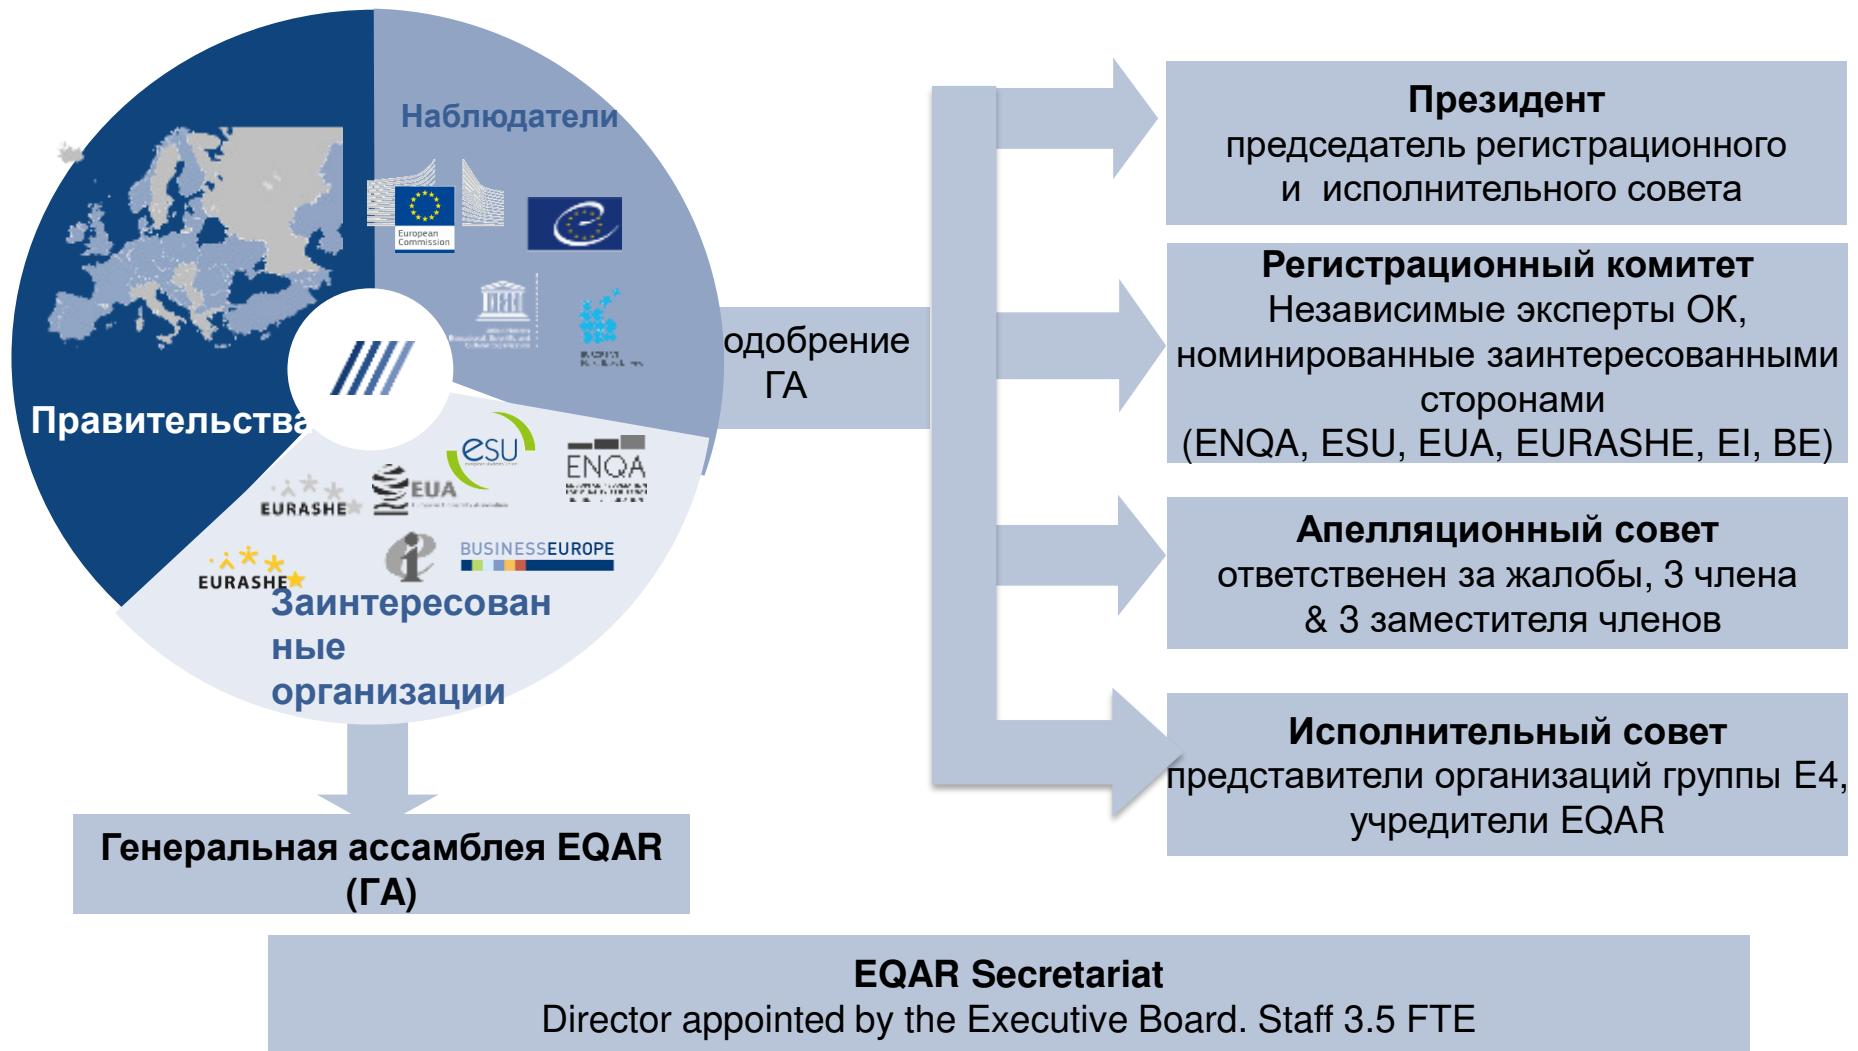 Наблюдатели
European
Commission
Правительства
esu
ENQA
EUA
EURASHE
BUSINESSEUROPE
EURASHE
Заинтересован
ные
организации
одобрение
ГА
Генеральная ассамблея EQAR
(ГА)
Президент
председатель регистрационного
и исполнительного совета
Регистрационный комитет
Независимые эксперты ОК,
номинированные заинтересованными
сторонами
(ENQA, ESU, EUA, EURASHE, EI, BE)
Апелляционный совет
ответственен за жалобы, 3 члена
& 3 заместителя членов
Исполнительный совет
представители организаций группы E4,
учредители EQAR
EQAR Secretariat
Director appointed by the Executive Board. Staff 3.5 FTE